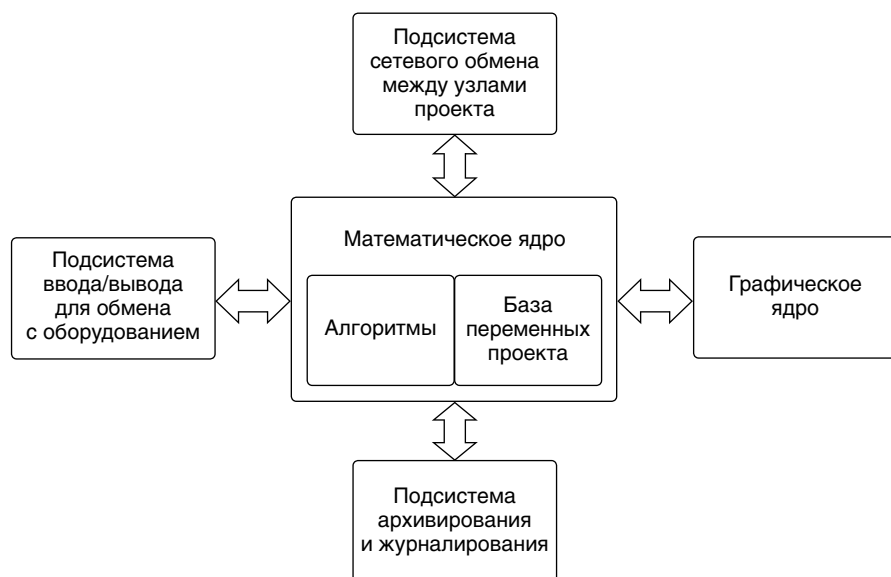 Подсистема
сетевого обмена
между узлами
проекта
Математическое ядро
Подсистема
ввода/вывода
для обмена
с оборудованием
Алгоритмы
База
переменных
проекта
Графическое
ядро
Подсистема
архивирования
и журналирования